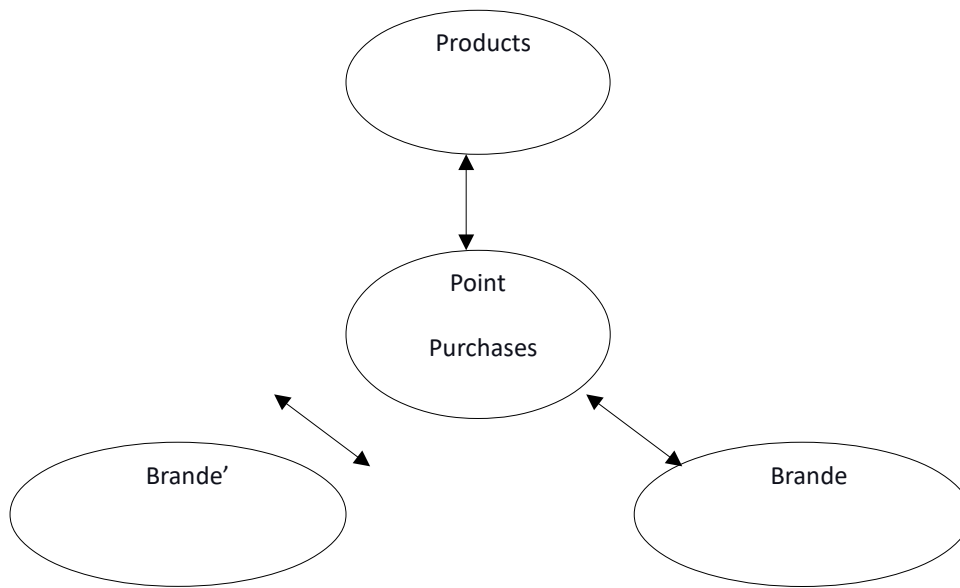 Products
Point
Purchases
Brande’
Brande